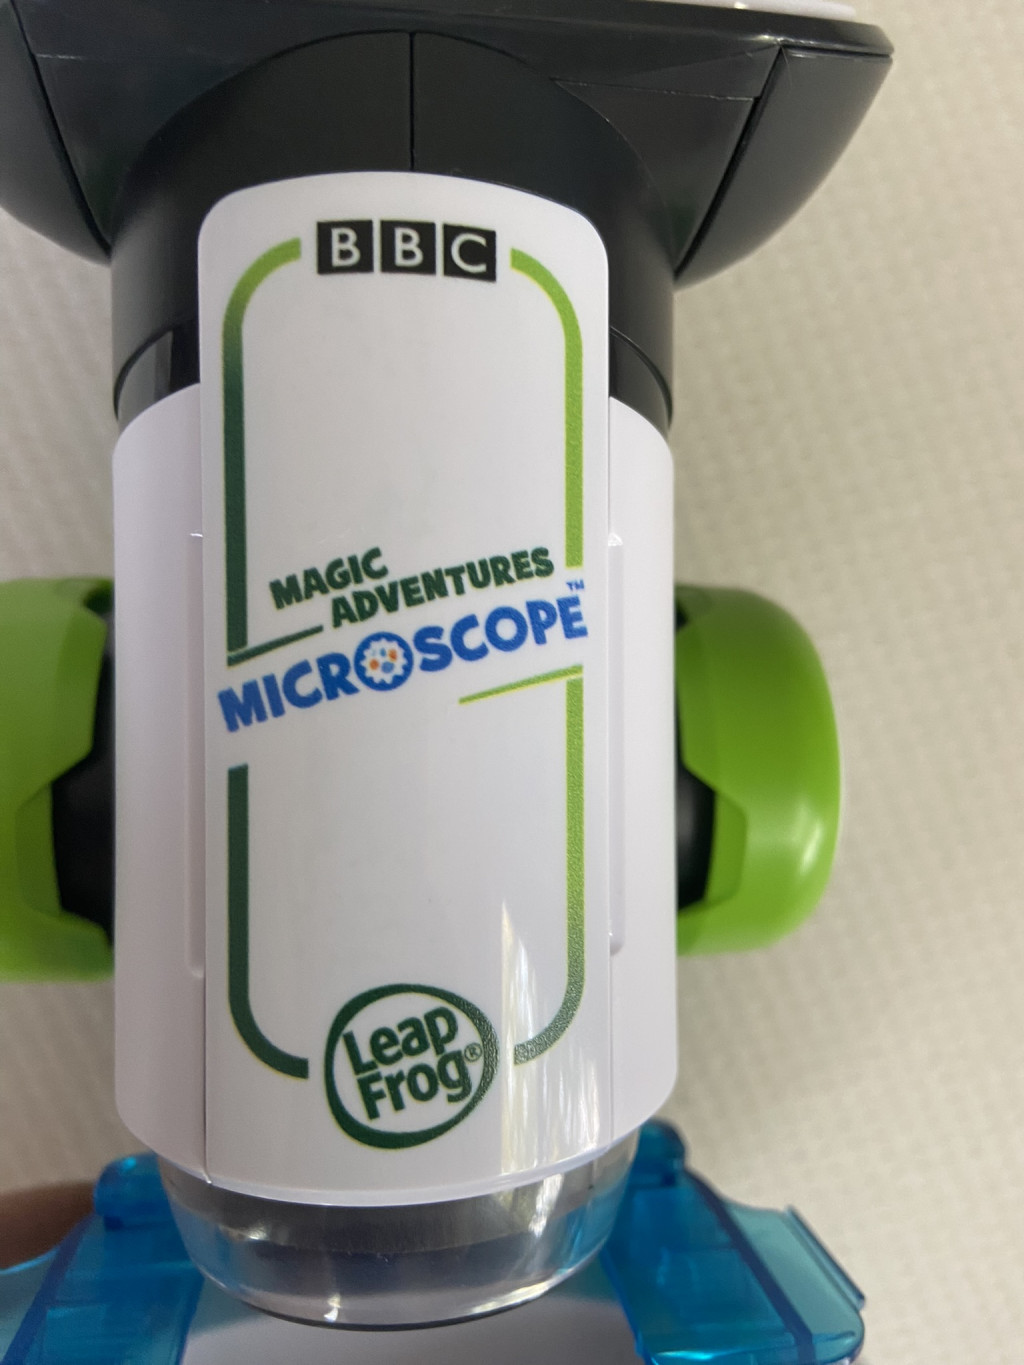 BBC
MAGIC
ADVENTURES
MICROSCOPE™
Leap
Frog®